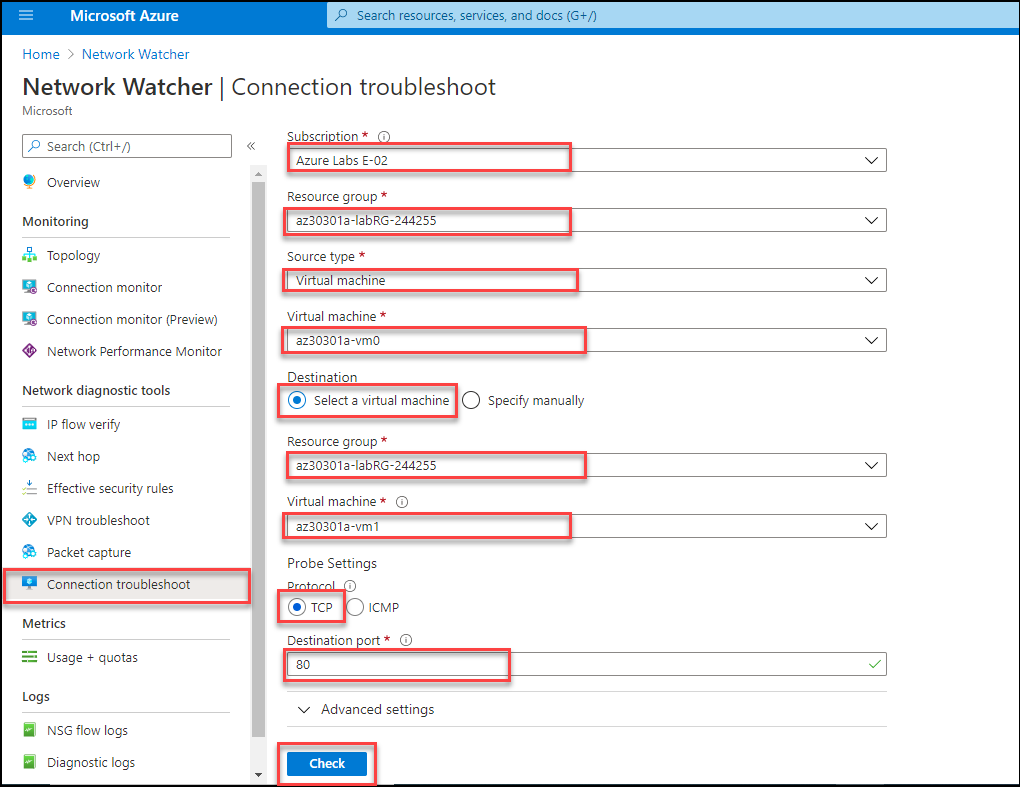 Microsoft Azure
Search resources, services, and docs (G+/)
Home > Network Watcher
Network Watcher | Connection troubleshoot
Microsoft
Search (Ctrl+/)
«
Overview
Monitoring
Topology
Connection monitor
Connection monitor (Preview)
Network Performance Monitor
Network diagnostic tools
IP flow verify
Next hop
Effective security rules
VPN troubleshoot
Packet capture
Connection troubleshoot
Metrics
Usage + quotas
Logs
NSG flow logs
Diagnostic logs
Subscription *
Azure Labs E-02
Resource group *
az30301a-labRG-244255
Source type *
Virtual machine
Virtual machine *
az30301a-vm0
Destination
Select a virtual machine Specify manually
Resource group *
az30301a-labRG-244255
Virtual machine *
az30301a-vm1
Probe Settings
Protocol
TCP ICMP
Destination port *
80
Advanced settings
Check